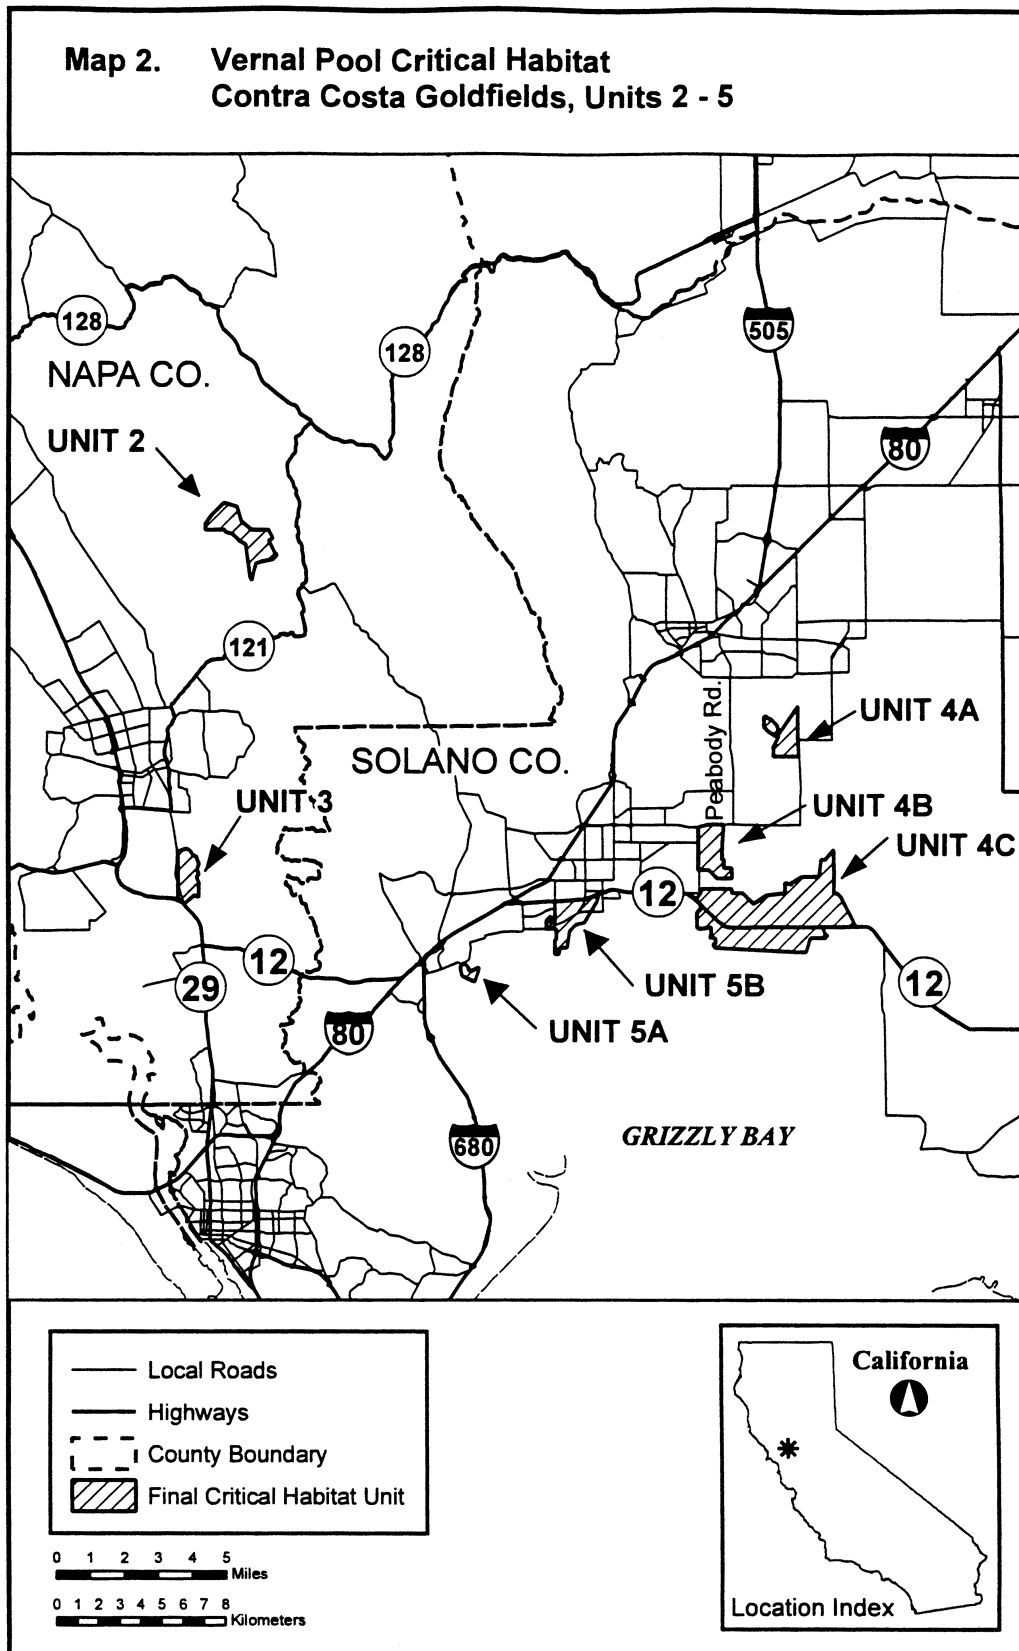 Map 2. Vernal Pool Critical Habitat
Contra Costa Goldfields, Units 2 - 5
128
505
128
NAPA CO.
UNIT 2
80
121
Peabody Rd.
UNIT 4A
SOLANO CO.
UNIT 3
UNIT 4B
UNIT 4C
12
12
29
UNIT 5B
12
UNIT 5A
80
680
GRIZZLY BAY
Local Roads
Highways
County Boundary
Final Critical Habitat Unit
0 1 2 3 4 5
Miles
0 1 2 3 4 5 6 7 8
Kilometers
California
Location Index